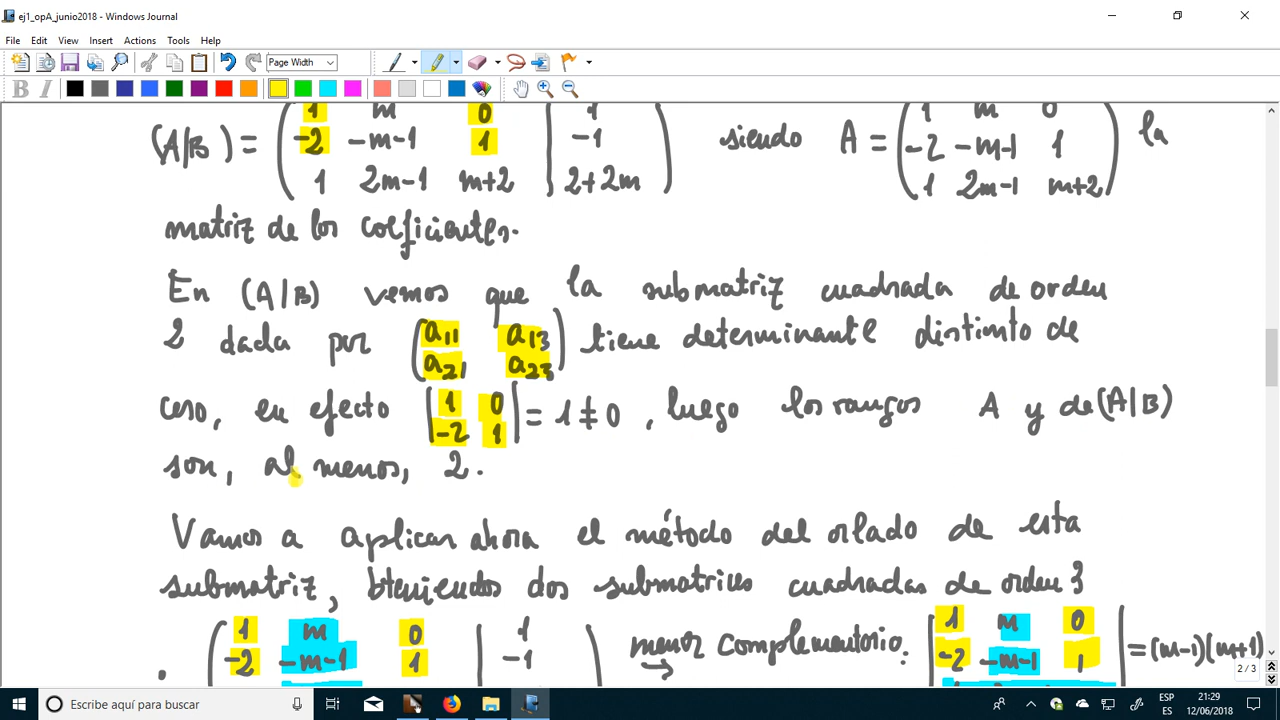 ej1_opA_junio2018 - Windows Journal
File Edit View Insert Actions Tools Help
Page Width
B I
(A|B) = ( 1 m 0 | 1 ) siendo A = ( 1 m 0 ) la
-2 -m-1 1 | -1 -2 -m-1 1
1 2m-1 m+2 | 2+2m 1 2m-1 m+2
matriz de los coeficientes.
En (A|B) vemos que la submatriz cuadrada de orden
2 dada por ( a11 a13 ) tiene determinante distinto de
a21 a23
cero, en efecto | 1 0 | = 1 ≠ 0, luego los rangos A y de (A|B)
-2 1
son, al menos, 2.
Vamos a aplicar ahora el método del orlado de esta
submatriz, bteniendos dos submatrices cuadradas de orden 3
. ( 1 m 0 | 1 ) menor complementorio: | 1 m 0 | = (m-1)(m+1)
-2 -m-1 1 | -1 → -2 -m-1 1
2 / 3
Escribe aquí para buscar
ESP
ES
21:29
12/06/2018